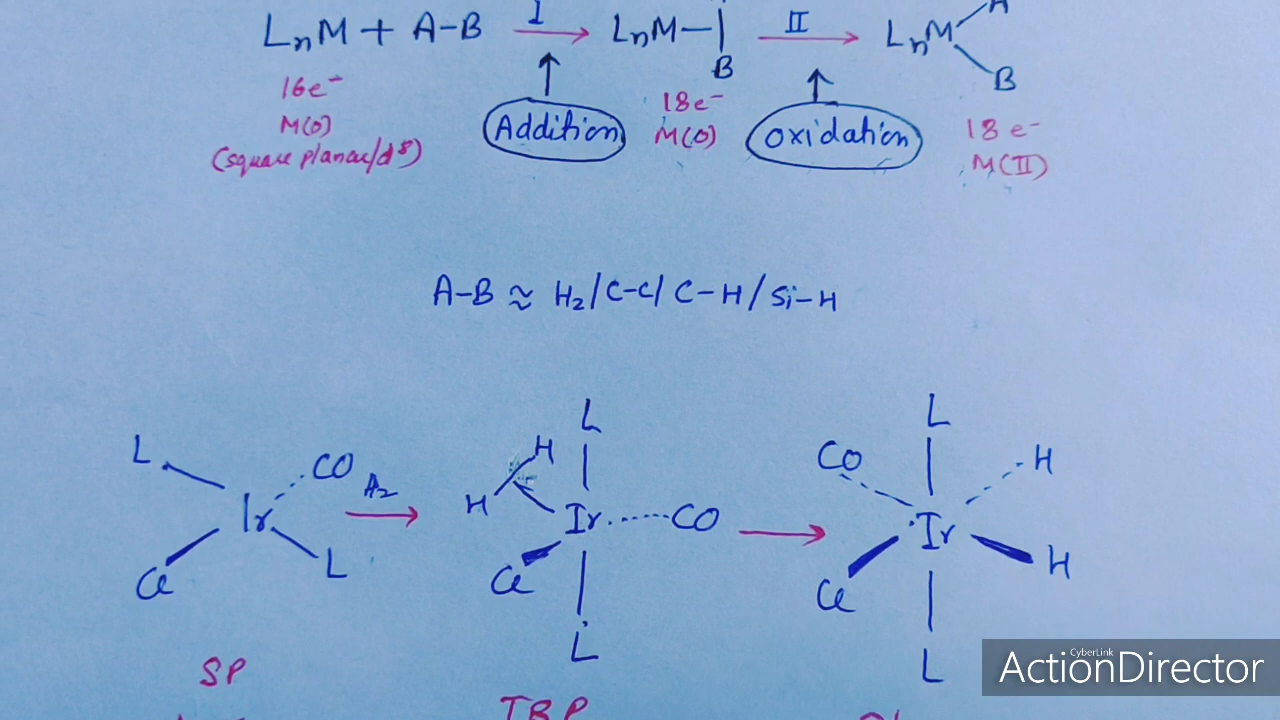 LnM + A-B I LnM-| II LnM A
B B
16e- 18e- 18 e-
M(0) Addition M(0) Oxidation M(II)
(square planar/d8)
A-B ≈ H2/C-C/ C-H/Si-H
L CO A2 H H L CO L H
Ir Ir CO Ir
Cl L Cl L Cl H L
SP TBP
CyberLink
ActionDirector